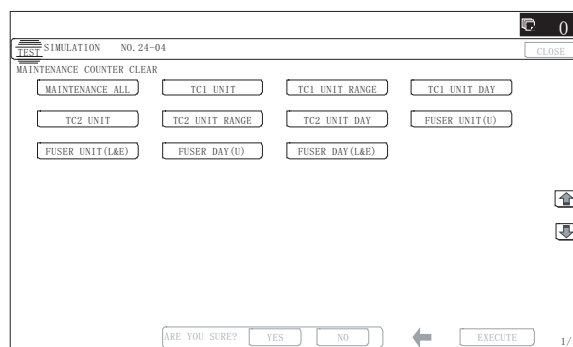 0
TEST SIMULATION NO. 24-04
CLOSE
MAINTENANCE COUNTER CLEAR
MAINTENANCE ALL TC1 UNIT TC1 UNIT RANGE TC1 UNIT DAY
TC2 UNIT TC2 UNIT RANGE TC2 UNIT DAY FUSER UNIT(U)
FUSER UNIT(L&E) FUSER DAY(U) FUSER DAY(L&E)
ARE YOU SURE? YES NO EXECUTE 1/